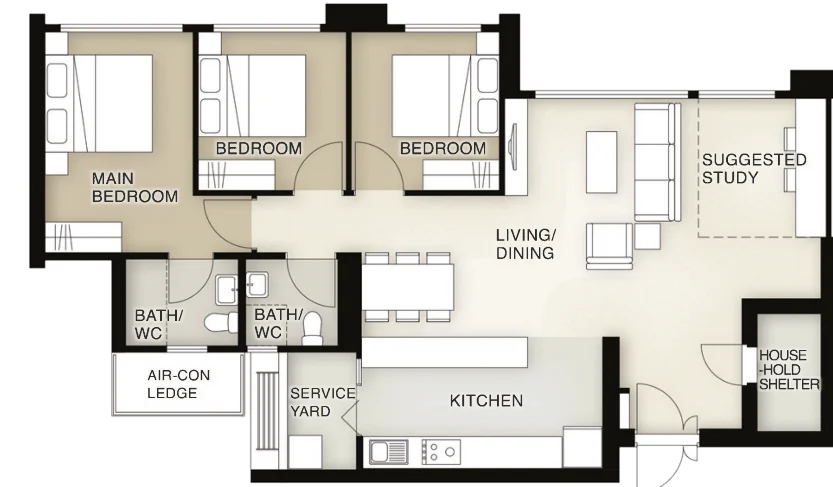 BEDROOM
BEDROOM
MAIN
BEDROOM
SUGGESTED
STUDY
LIVING/
DINING
BATH/
WC
BATH/
WC
AIR-CON
LEDGE
SERVICE
YARD
KITCHEN
HOUSE
-HOLD
SHELTER